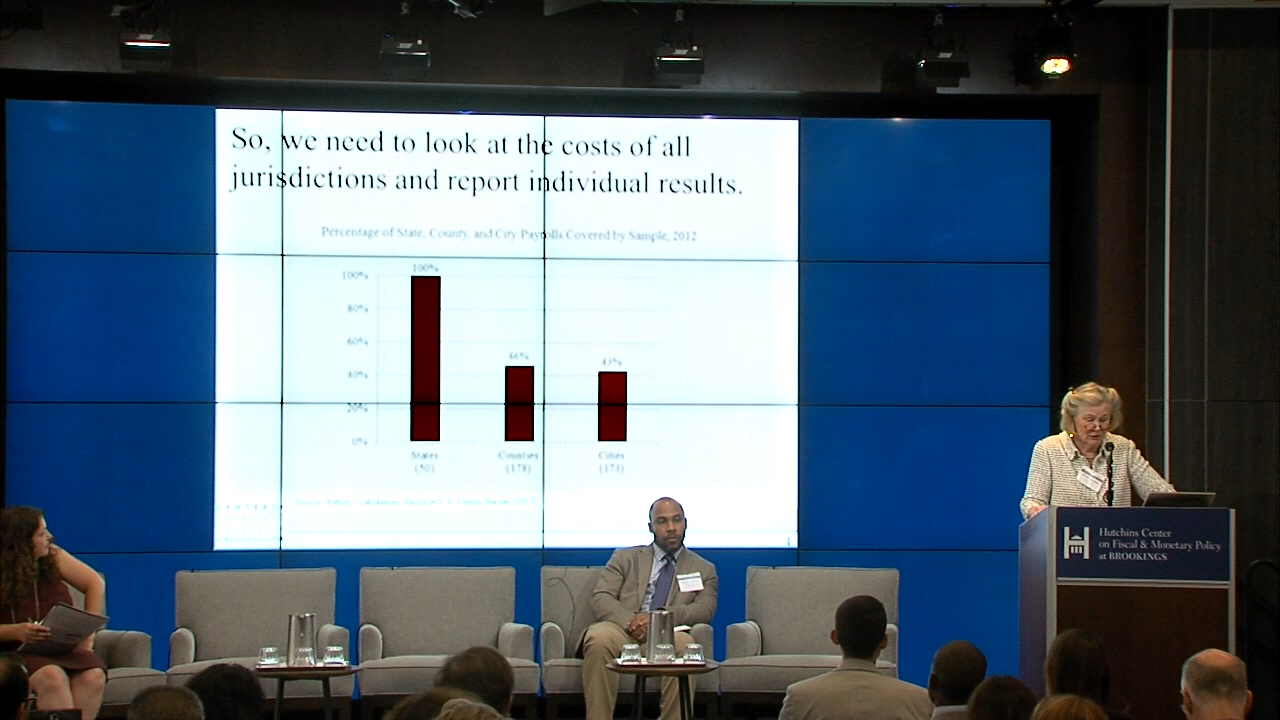 So, we need to look at the costs of all
jurisdictions and report individual results.
Percentage of State, County, and City Payrolls Covered by Sample, 2012
100%
80%
60%
40%
20%
0%
100%
46%
43%
States
(50)
Counties
(178)
Cities
(173)
Hutchins Center
on Fiscal & Monetary Policy
at BROOKINGS